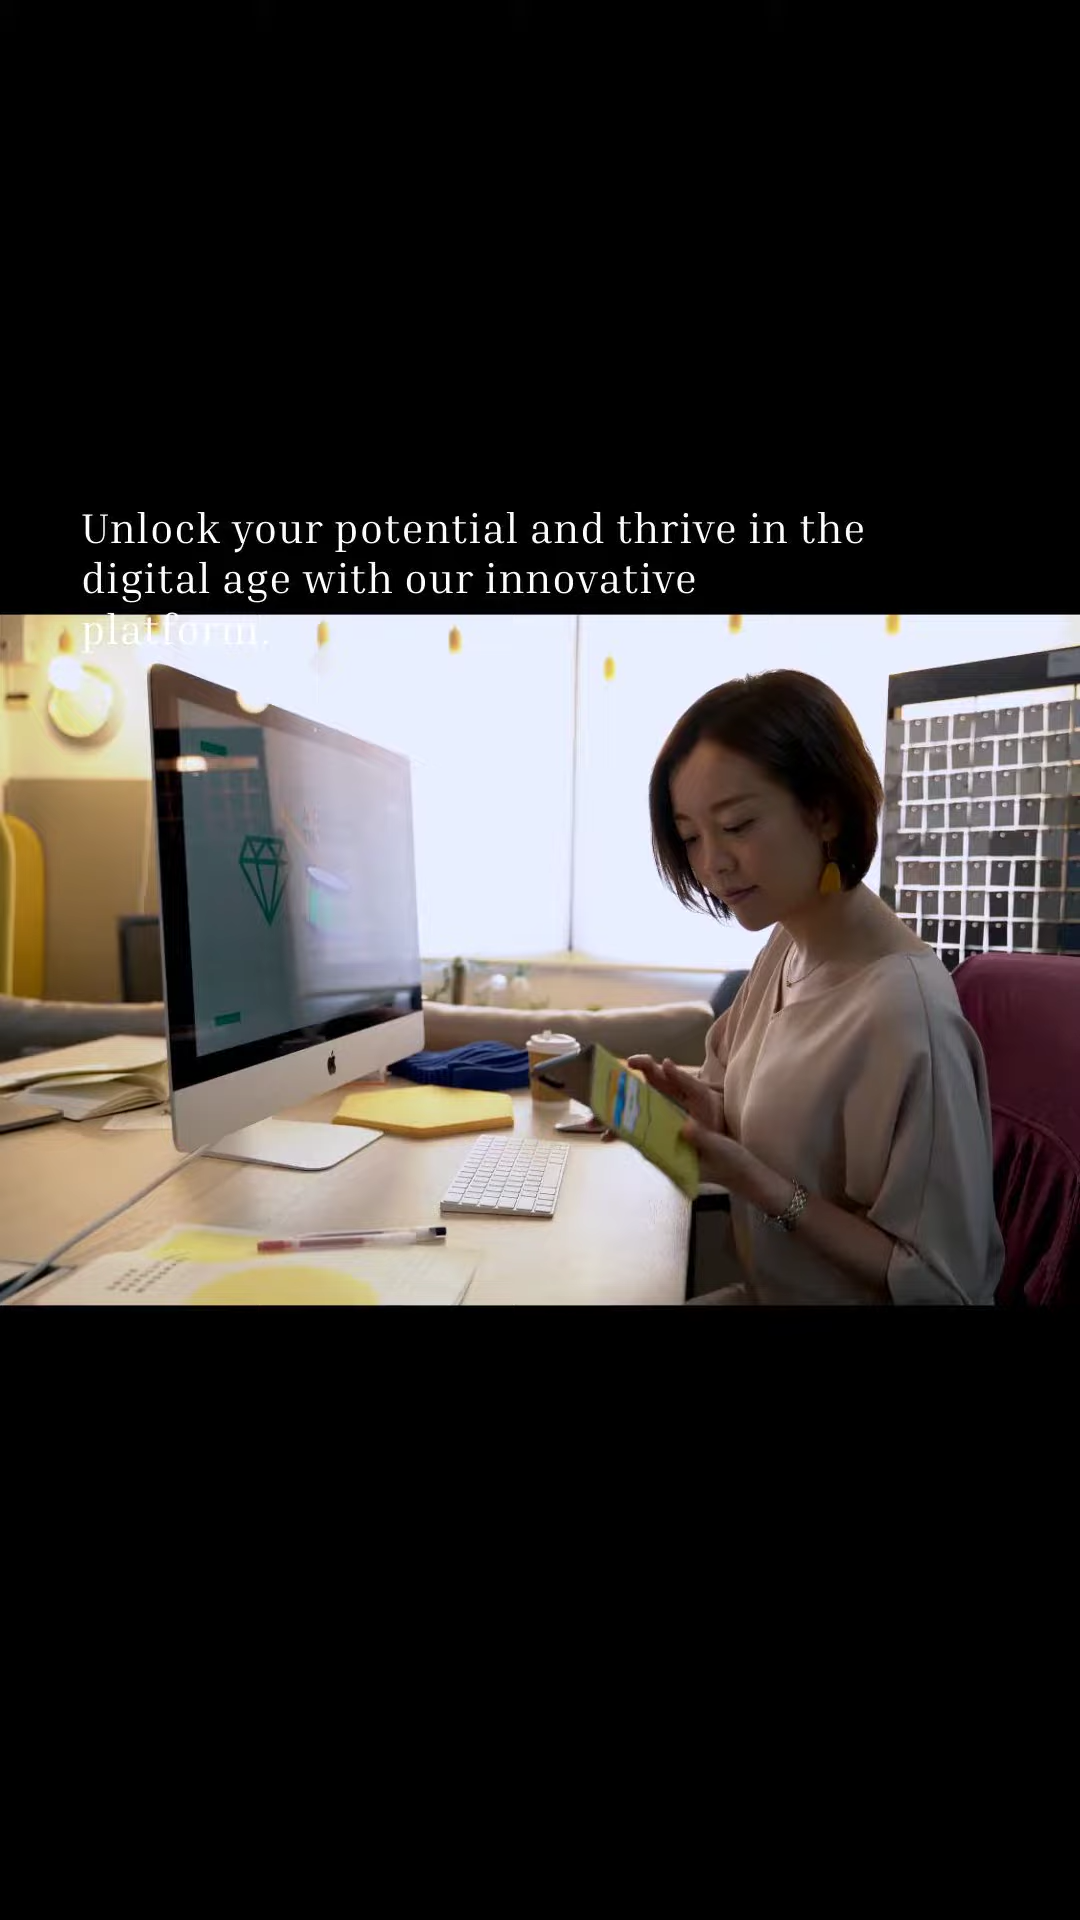 Unlock your potential and thrive in the
digital age with our innovative
platform.